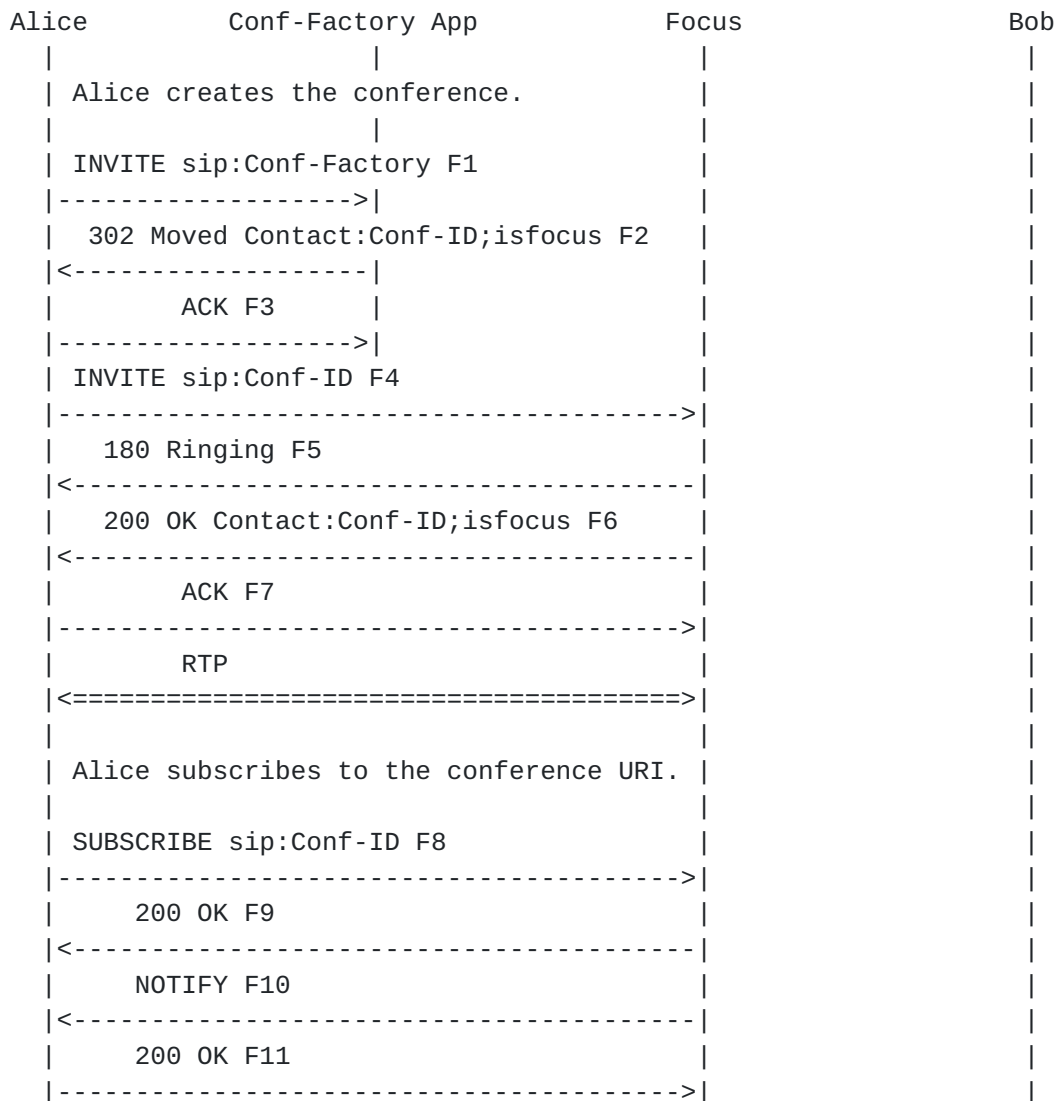 Alice         Conf-Factory App            Focus                 Bob
  |                    |                    |                    |
  | Alice creates the conference.           |                    |
  |                    |                    |                    |
  | INVITE sip:Conf-Factory F1              |                    |
  |------------------->|                    |                    |
  |  302 Moved Contact:Conf-ID;isfocus F2   |                    |
  |<-------------------|                    |                    |
  |       ACK F3       |                    |                    |
  |------------------->|                    |                    |
  | INVITE sip:Conf-ID F4                   |                    |
  |---------------------------------------->|                    |
  |   180 Ringing F5                        |                    |
  |<----------------------------------------|                    |
  |   200 OK Contact:Conf-ID;isfocus F6     |                    |
  |<----------------------------------------|                    |
  |       ACK F7                            |                    |
  |---------------------------------------->|                    |
  |       RTP                               |                    |
  |<=======================================>|                    |
  |                                         |                    |
  | Alice subscribes to the conference URI. |                    |
  |                                         |                    |
  | SUBSCRIBE sip:Conf-ID F8                |                    |
  |---------------------------------------->|                    |
  |     200 OK F9                           |                    |
  |<----------------------------------------|                    |
  |     NOTIFY F10                          |                    |
  |<----------------------------------------|                    |
  |     200 OK F11                          |                    |
  |---------------------------------------->|                    |